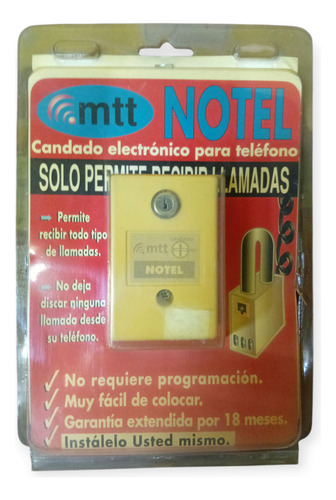 mtt NOTEL
Candado electrónico para teléfono
SOLO PERMITE RECIBIR LLAMADAS
Permite
recibir todo tipo
de llamadas.
No deja
discar ninguna
llamada desde
su teléfono.
mtt
NOTEL
No requiere programación.
Muy fácil de colocar.
Garantía extendida por 18 meses.
Instálelo Usted mismo.